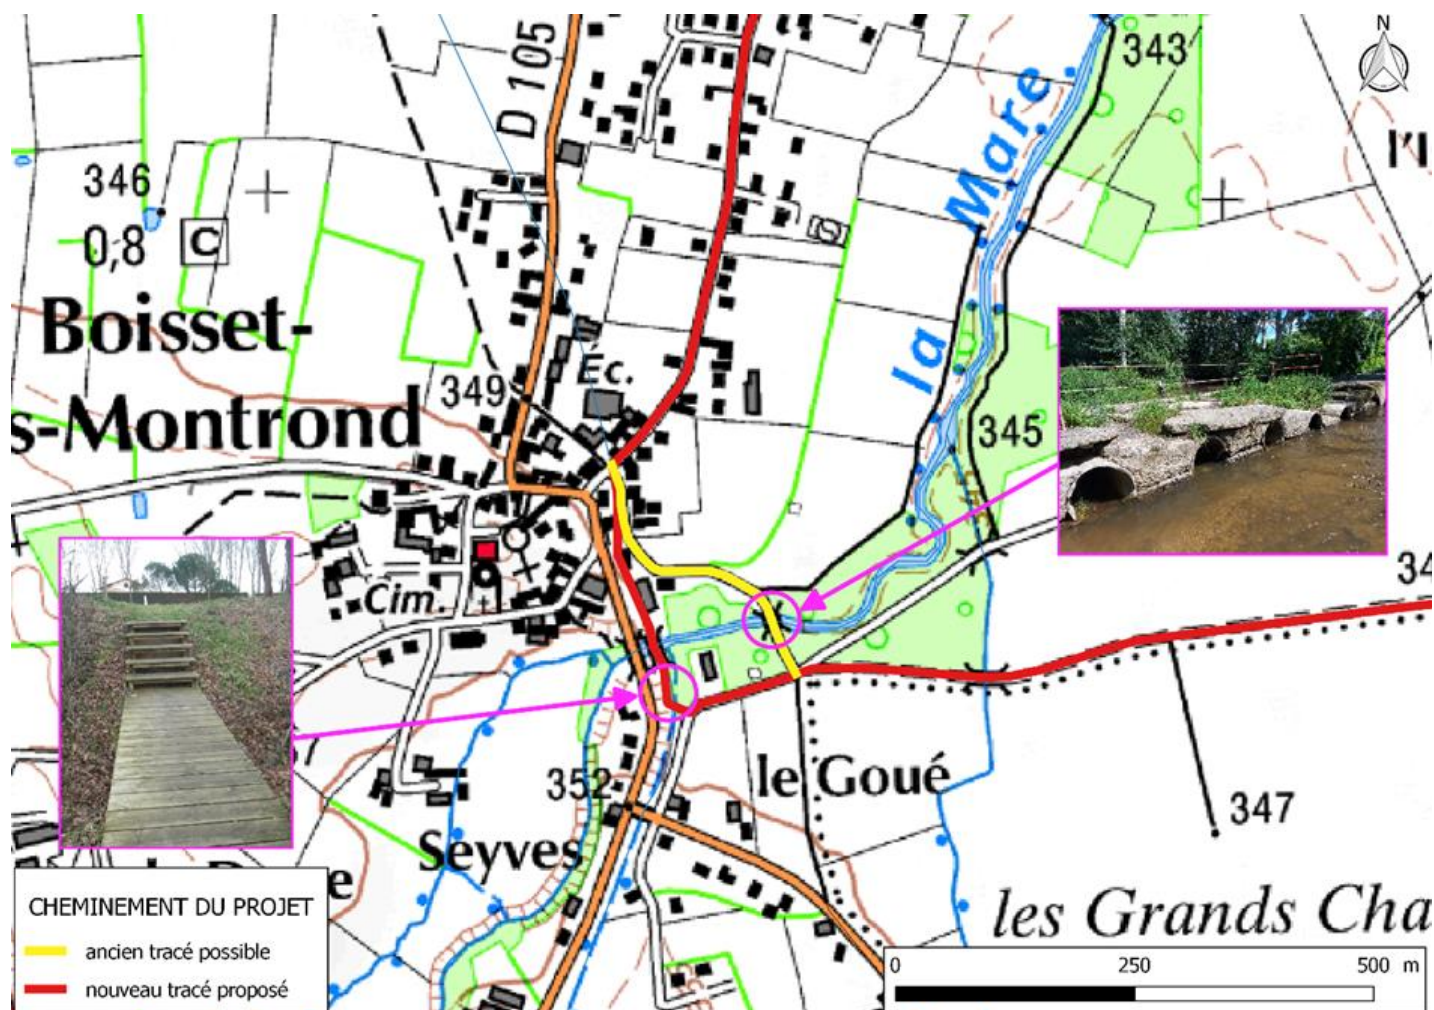 N
343
D 105
la Mare
l'I
346
0,8
C
Boisset-
s-Montrond
349
Éc.
345
Cim.
34
352
le Goué
347
Seyves
e
les Grands Cha
CHEMINEMENT DU PROJET
ancien tracé possible
nouveau tracé proposé
0 250 500 m